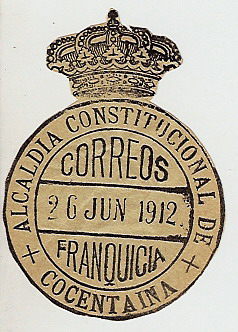 ALCALDIA CONSTITUCIONAL DE
CORREOS
26 JUN 1912.
FRANQUICIA
+ COCENTAINA +